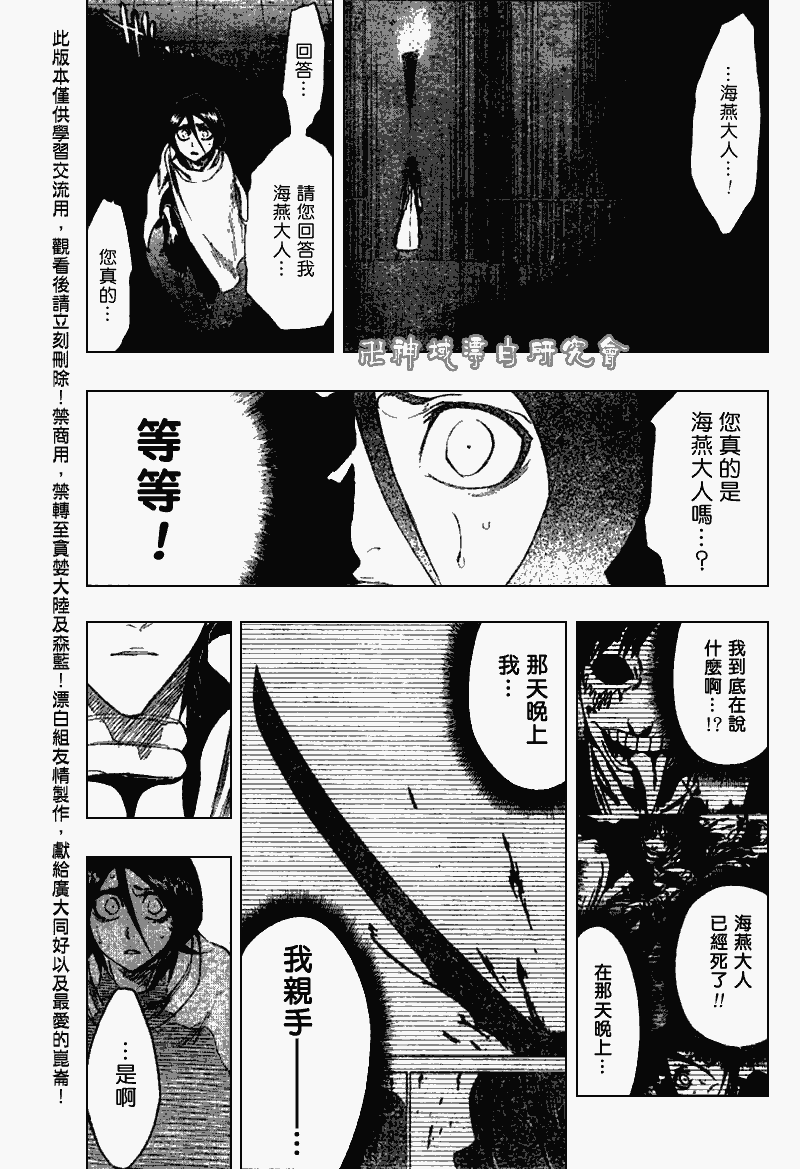 …海燕大人…!
回答…
請您回答我
海燕大人…
您真的…
卍神域漂白研究會
您真的是
海燕大人嗎…?
等等!
我到底在說
什麼啊…!?
海燕大人
已經死了!!
在那天晚上…
那天晚上
我…
我親手——…
…是啊
此版本僅供學習交流用，觀看後請立刻刪除！禁商用，禁轉至貪婪大陸及森藍！漂白組友情製作，獻給廣大同好以及最愛的崑崙！